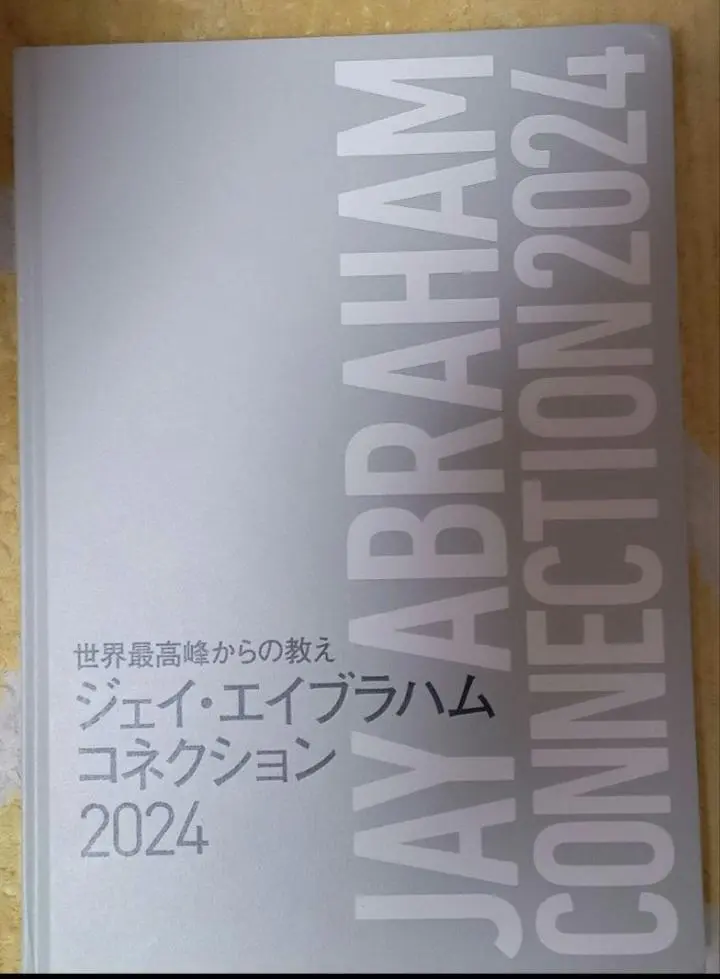 世界最高峰からの教え
ジェイ・エイブラハム
コネクション
2024
JAY ABRAHAM
CONNECTION 2024